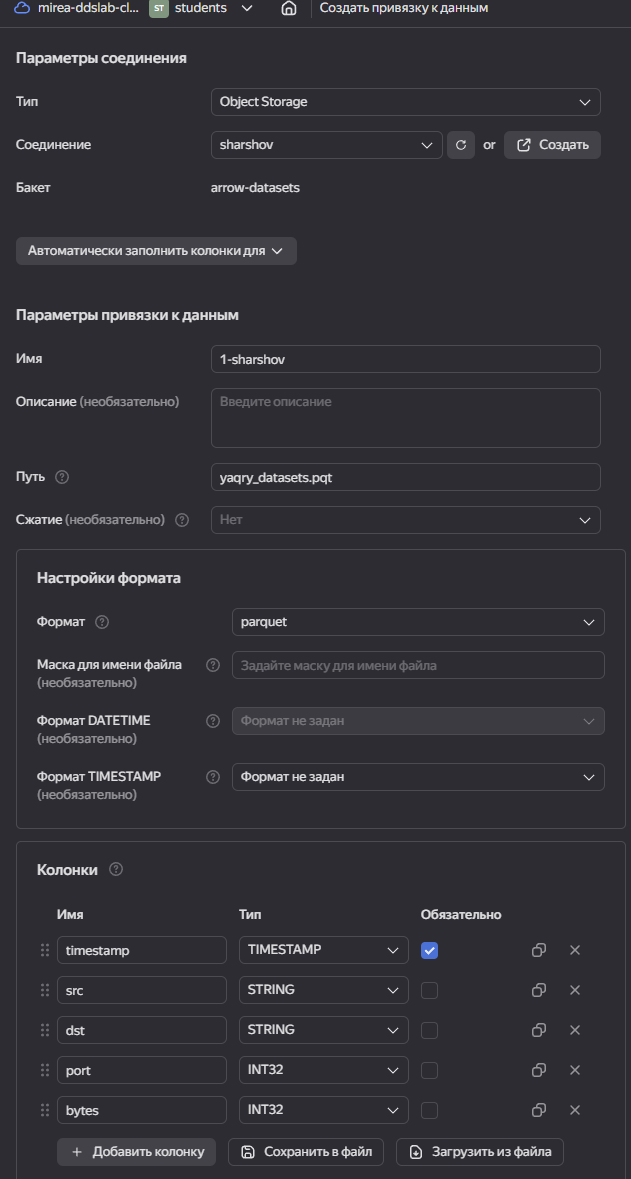 mirea-ddslab-cl... ST students Создать привязку к данным
Параметры соединения
Тип Object Storage
Соединение sharshov or Создать
Бакет arrow-datasets
Автоматически заполнить колонки для
Параметры привязки к данным
Имя 1-sharshov
Описание (необязательно) Введите описание
Путь ? yaqry_datasets.pqt
Сжатие (необязательно) ? Нет
Настройки формата
Формат ? parquet
Маска для имени файла ? Задайте маску для имени файла
(необязательно)
Формат DATETIME ? Формат не задан
(необязательно)
Формат TIMESTAMP ? Формат не задан
(необязательно)
Колонки ?
Имя Тип Обязательно
timestamp TIMESTAMP
src STRING
dst STRING
port INT32
bytes INT32
+ Добавить колонку Сохранить в файл Загрузить из файла